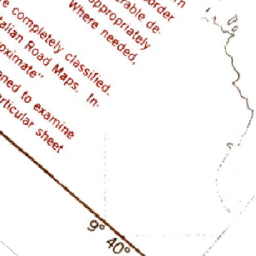 order
rable de-
appropriately
Where needed,
e completely classified.
alian Road Maps. In-
oximate"
ned to examine
rticular sheet
9° 40°